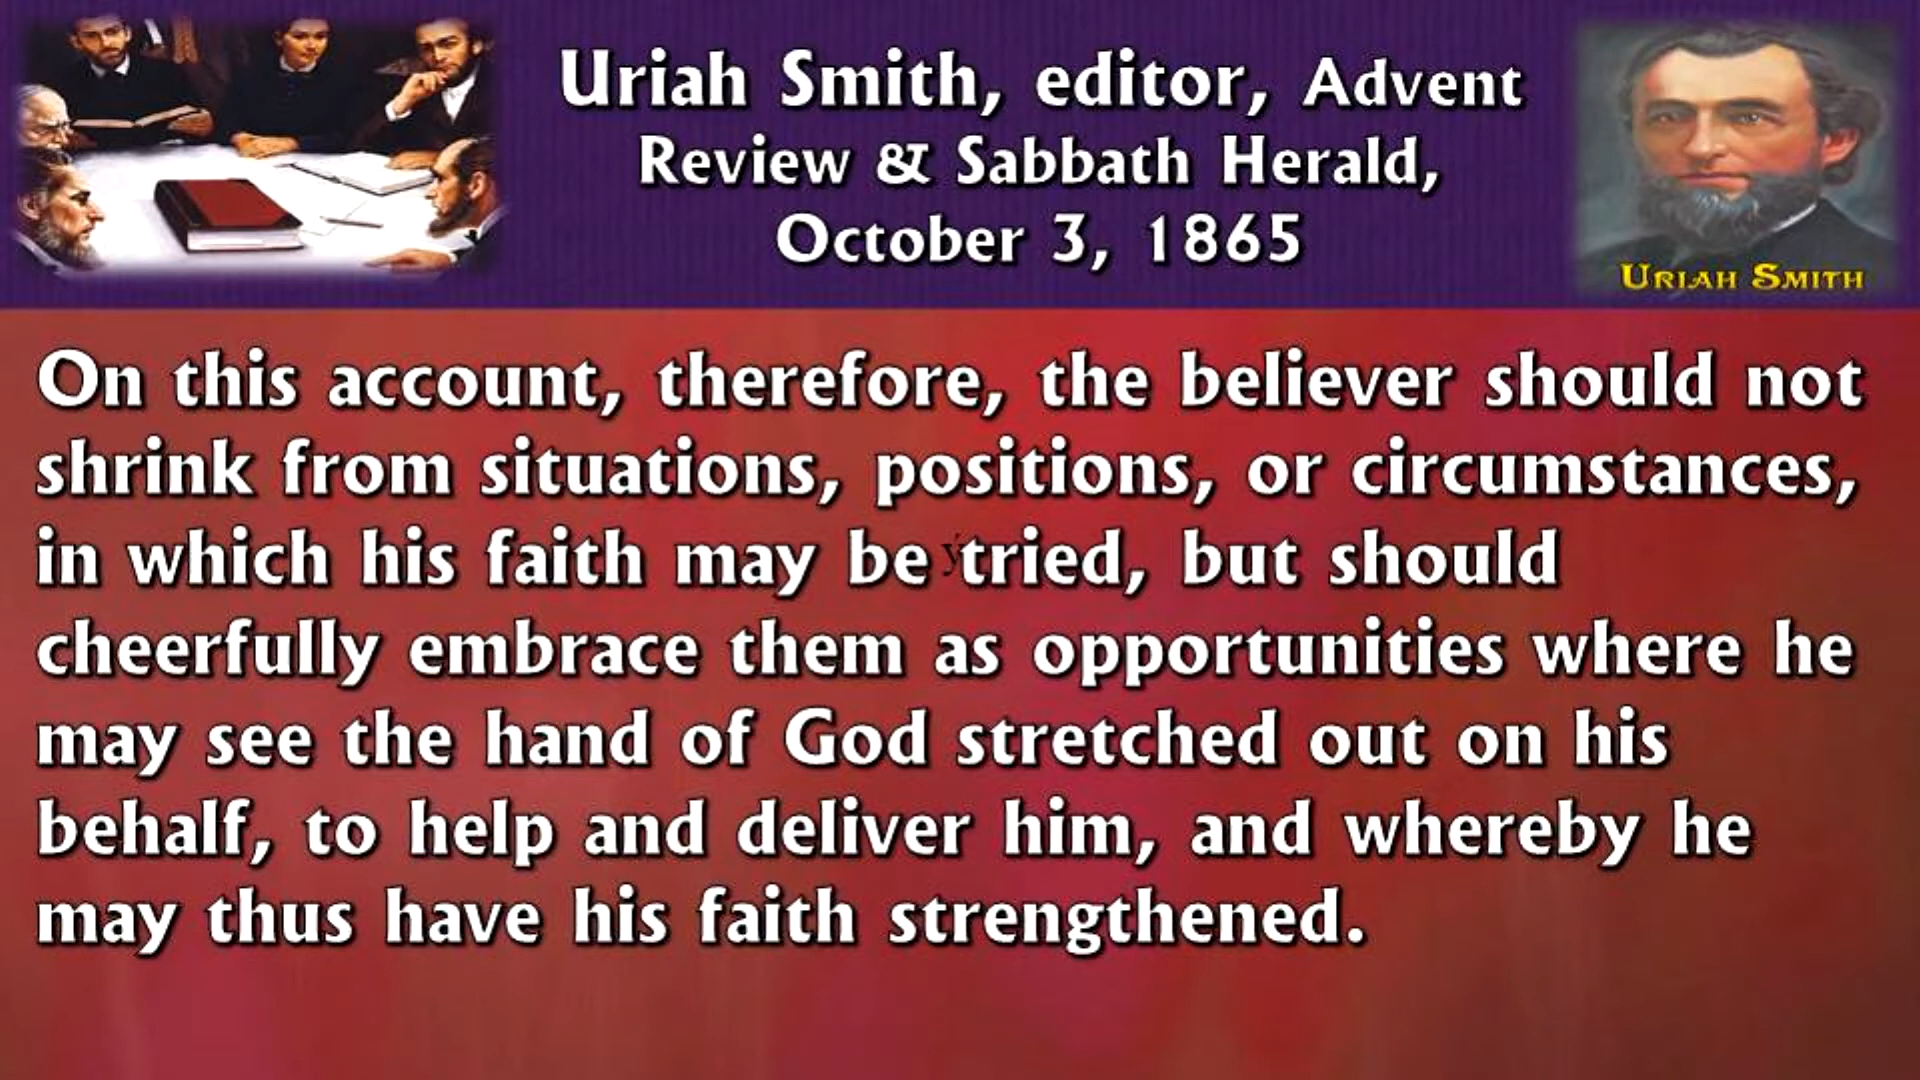 Uriah Smith, editor, Advent
Review & Sabbath Herald,
October 3, 1865
URIAH SMITH
On this account, therefore, the believer should not
shrink from situations, positions, or circumstances,
in which his faith may be tried, but should
cheerfully embrace them as opportunities where he
may see the hand of God stretched out on his
behalf, to help and deliver him, and whereby he
may thus have his faith strengthened.